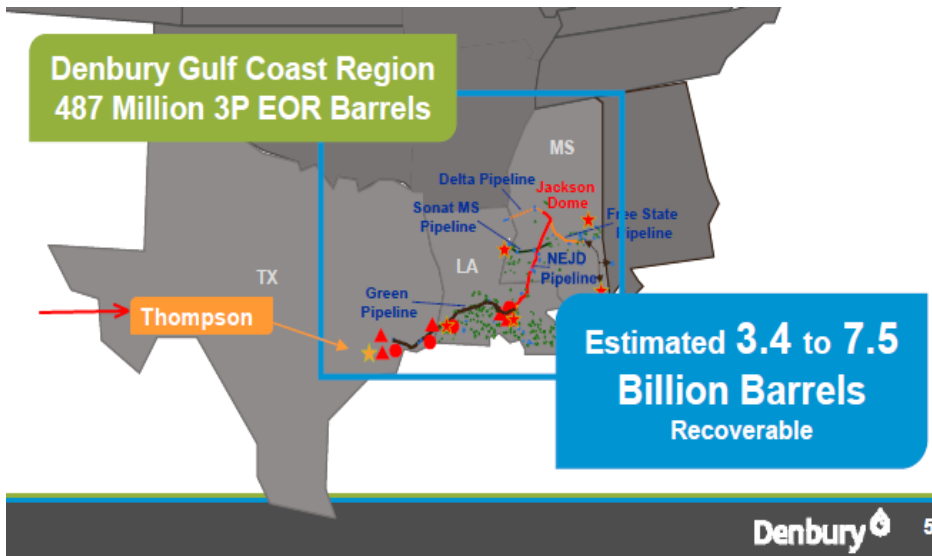 Denbury Gulf Coast Region
487 Million 3P EOR Barrels
MS
Delta Pipeline
Jackson
Dome
Sonat MS
Pipeline
Free State
Pipeline
NEJD
Pipeline
LA
TX
Green
Pipeline
Thompson
Estimated 3.4 to 7.5
Billion Barrels
Recoverable
Denbury
5